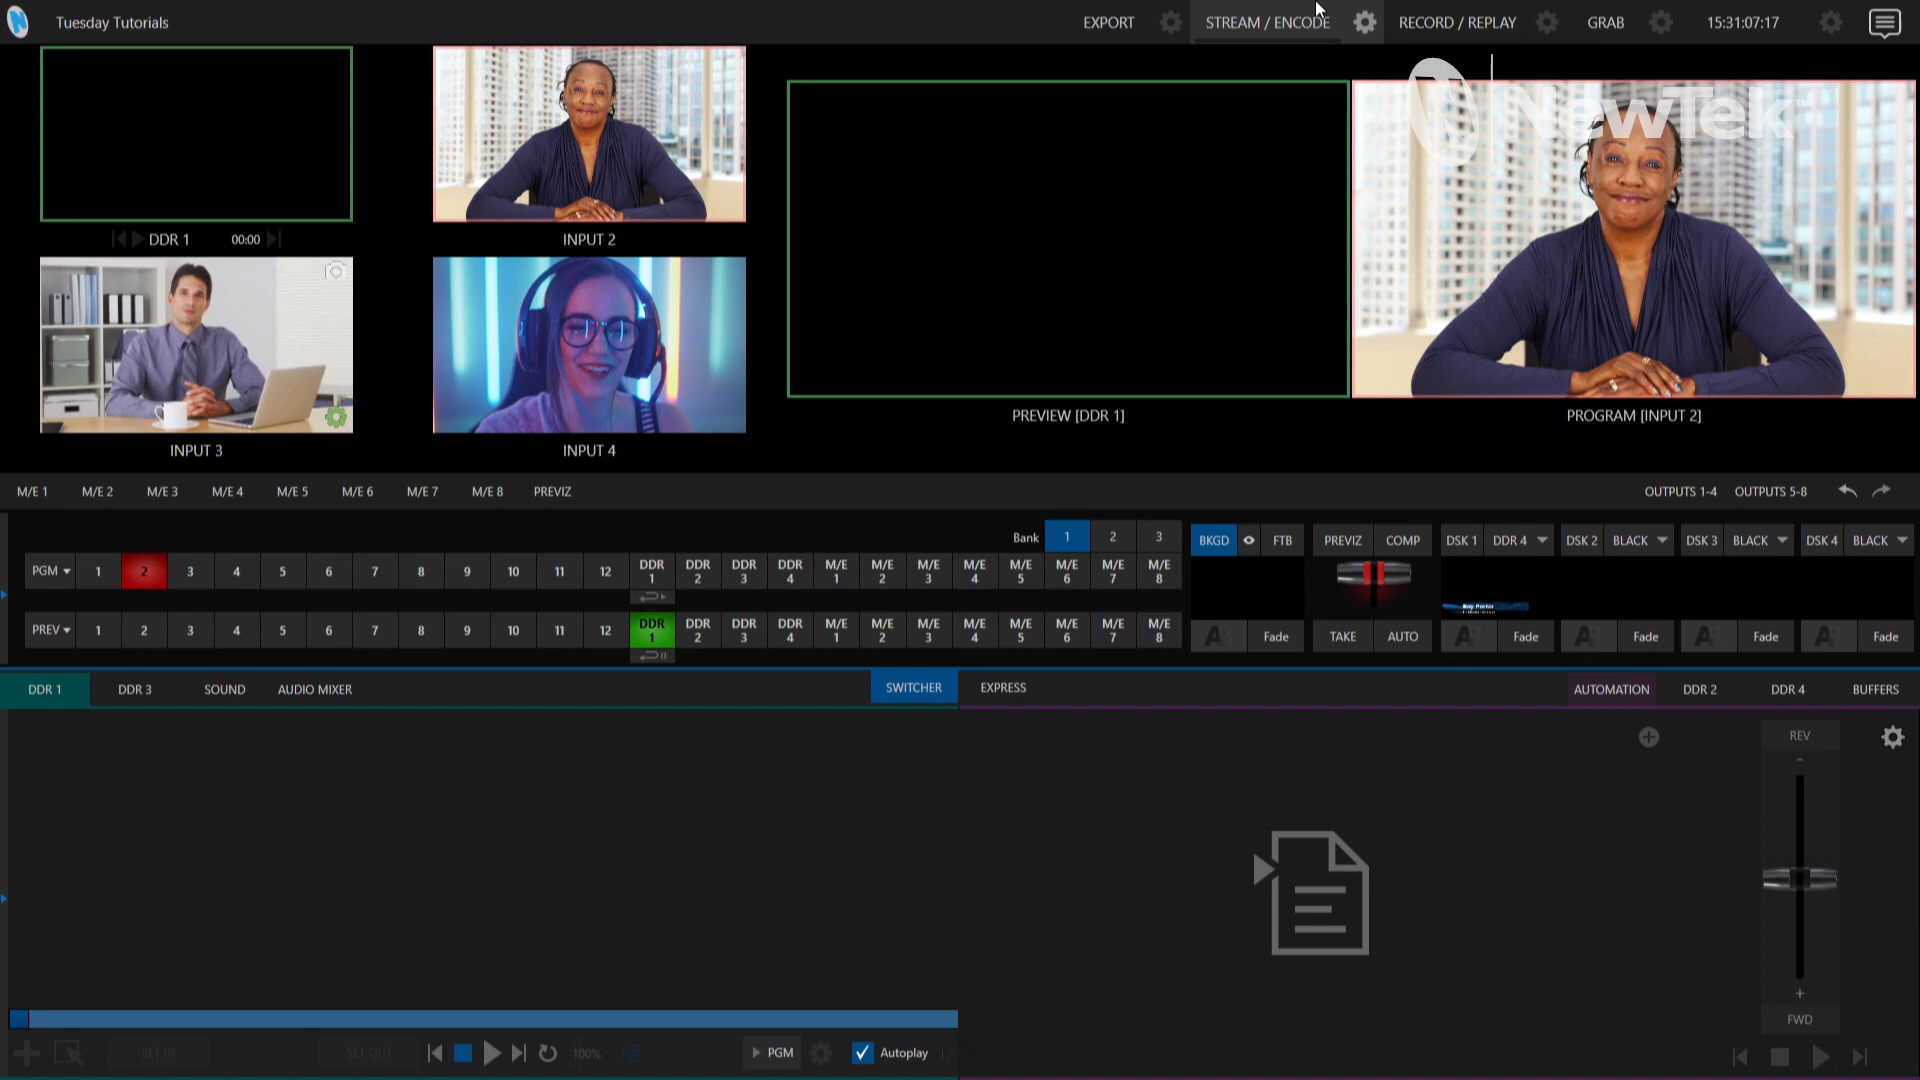 Tuesday Tutorials
EXPORT
STREAM / ENCODE
RECORD / REPLAY
GRAB
15:31:07:17
NewTek™
DDR 1
00:00
INPUT 2
INPUT 3
INPUT 4
PREVIEW [DDR 1]
PROGRAM [INPUT 2]
M/E 1 M/E 2 M/E 3 M/E 4 M/E 5 M/E 6 M/E 7 M/E 8 PREVIZ
OUTPUTS 1-4 OUTPUTS 5-8
Bank 1 2 3
PGM 1 2 3 4 5 6 7 8 9 10 11 12 DDR 1 DDR 2 DDR 3 DDR 4 M/E 1 M/E 2 M/E 3 M/E 4 M/E 5 M/E 6 M/E 7 M/E 8
PREV 1 2 3 4 5 6 7 8 9 10 11 12 DDR 1 DDR 2 DDR 3 DDR 4 M/E 1 M/E 2 M/E 3 M/E 4 M/E 5 M/E 6 M/E 7 M/E 8
BKGD FTB
PREVIZ COMP
DSK 1 DDR 4
DSK 2 BLACK
DSK 3 BLACK
DSK 4 BLACK
Fade
TAKE AUTO
Fade
Fade
Fade
Fade
DDR 1 DDR 3 SOUND AUDIO MIXER
SWITCHER EXPRESS
AUTOMATION DDR 2 DDR 4 BUFFERS
REV
-
+
FWD
SET IN
SET OUT
100%
PGM
Autoplay